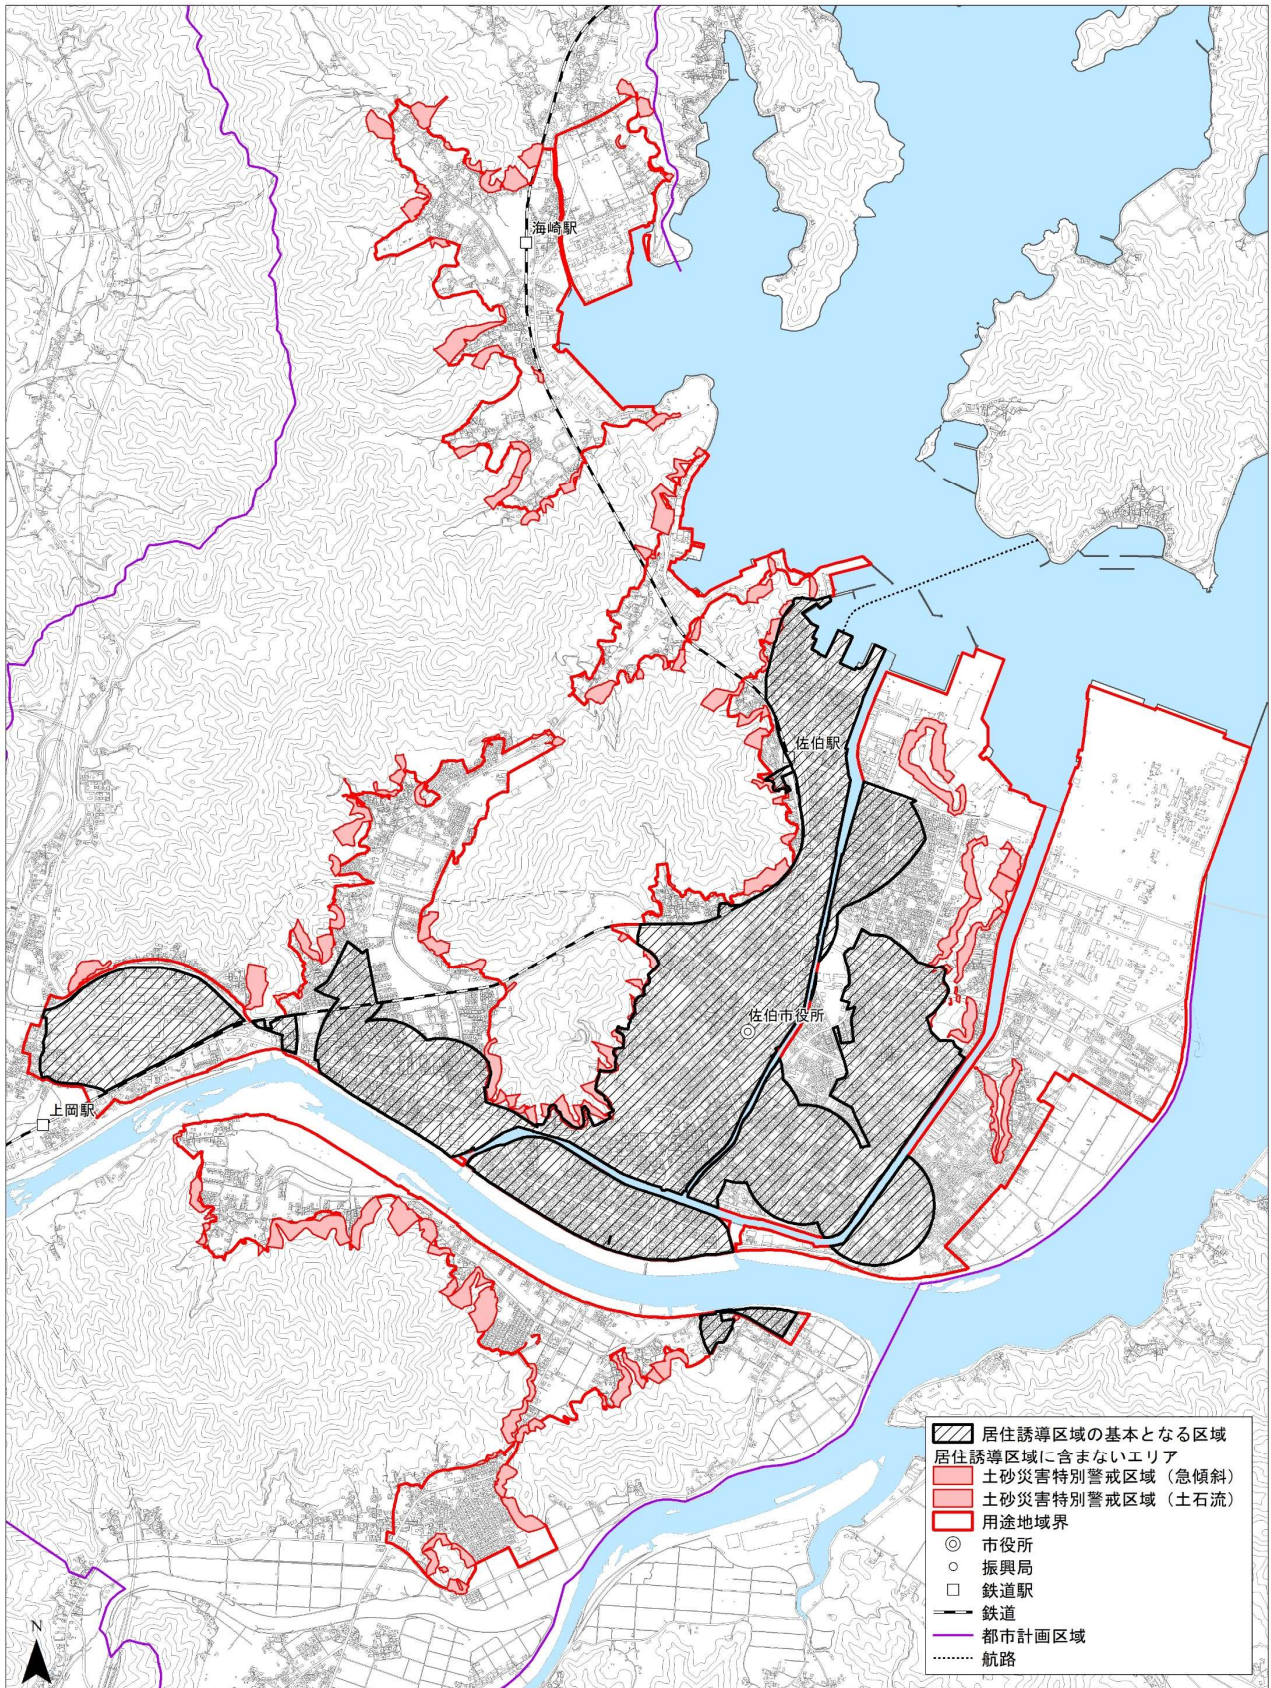 海崎駅
佐伯駅
佐伯市役所
上岡駅
居住誘導区域の基本となる区域
居住誘導区域に含まないエリア
土砂災害特別警戒区域（急傾斜）
土砂災害特別警戒区域（土石流）
用途地域界
市役所
振興局
鉄道駅
鉄道
都市計画区域
航路
N